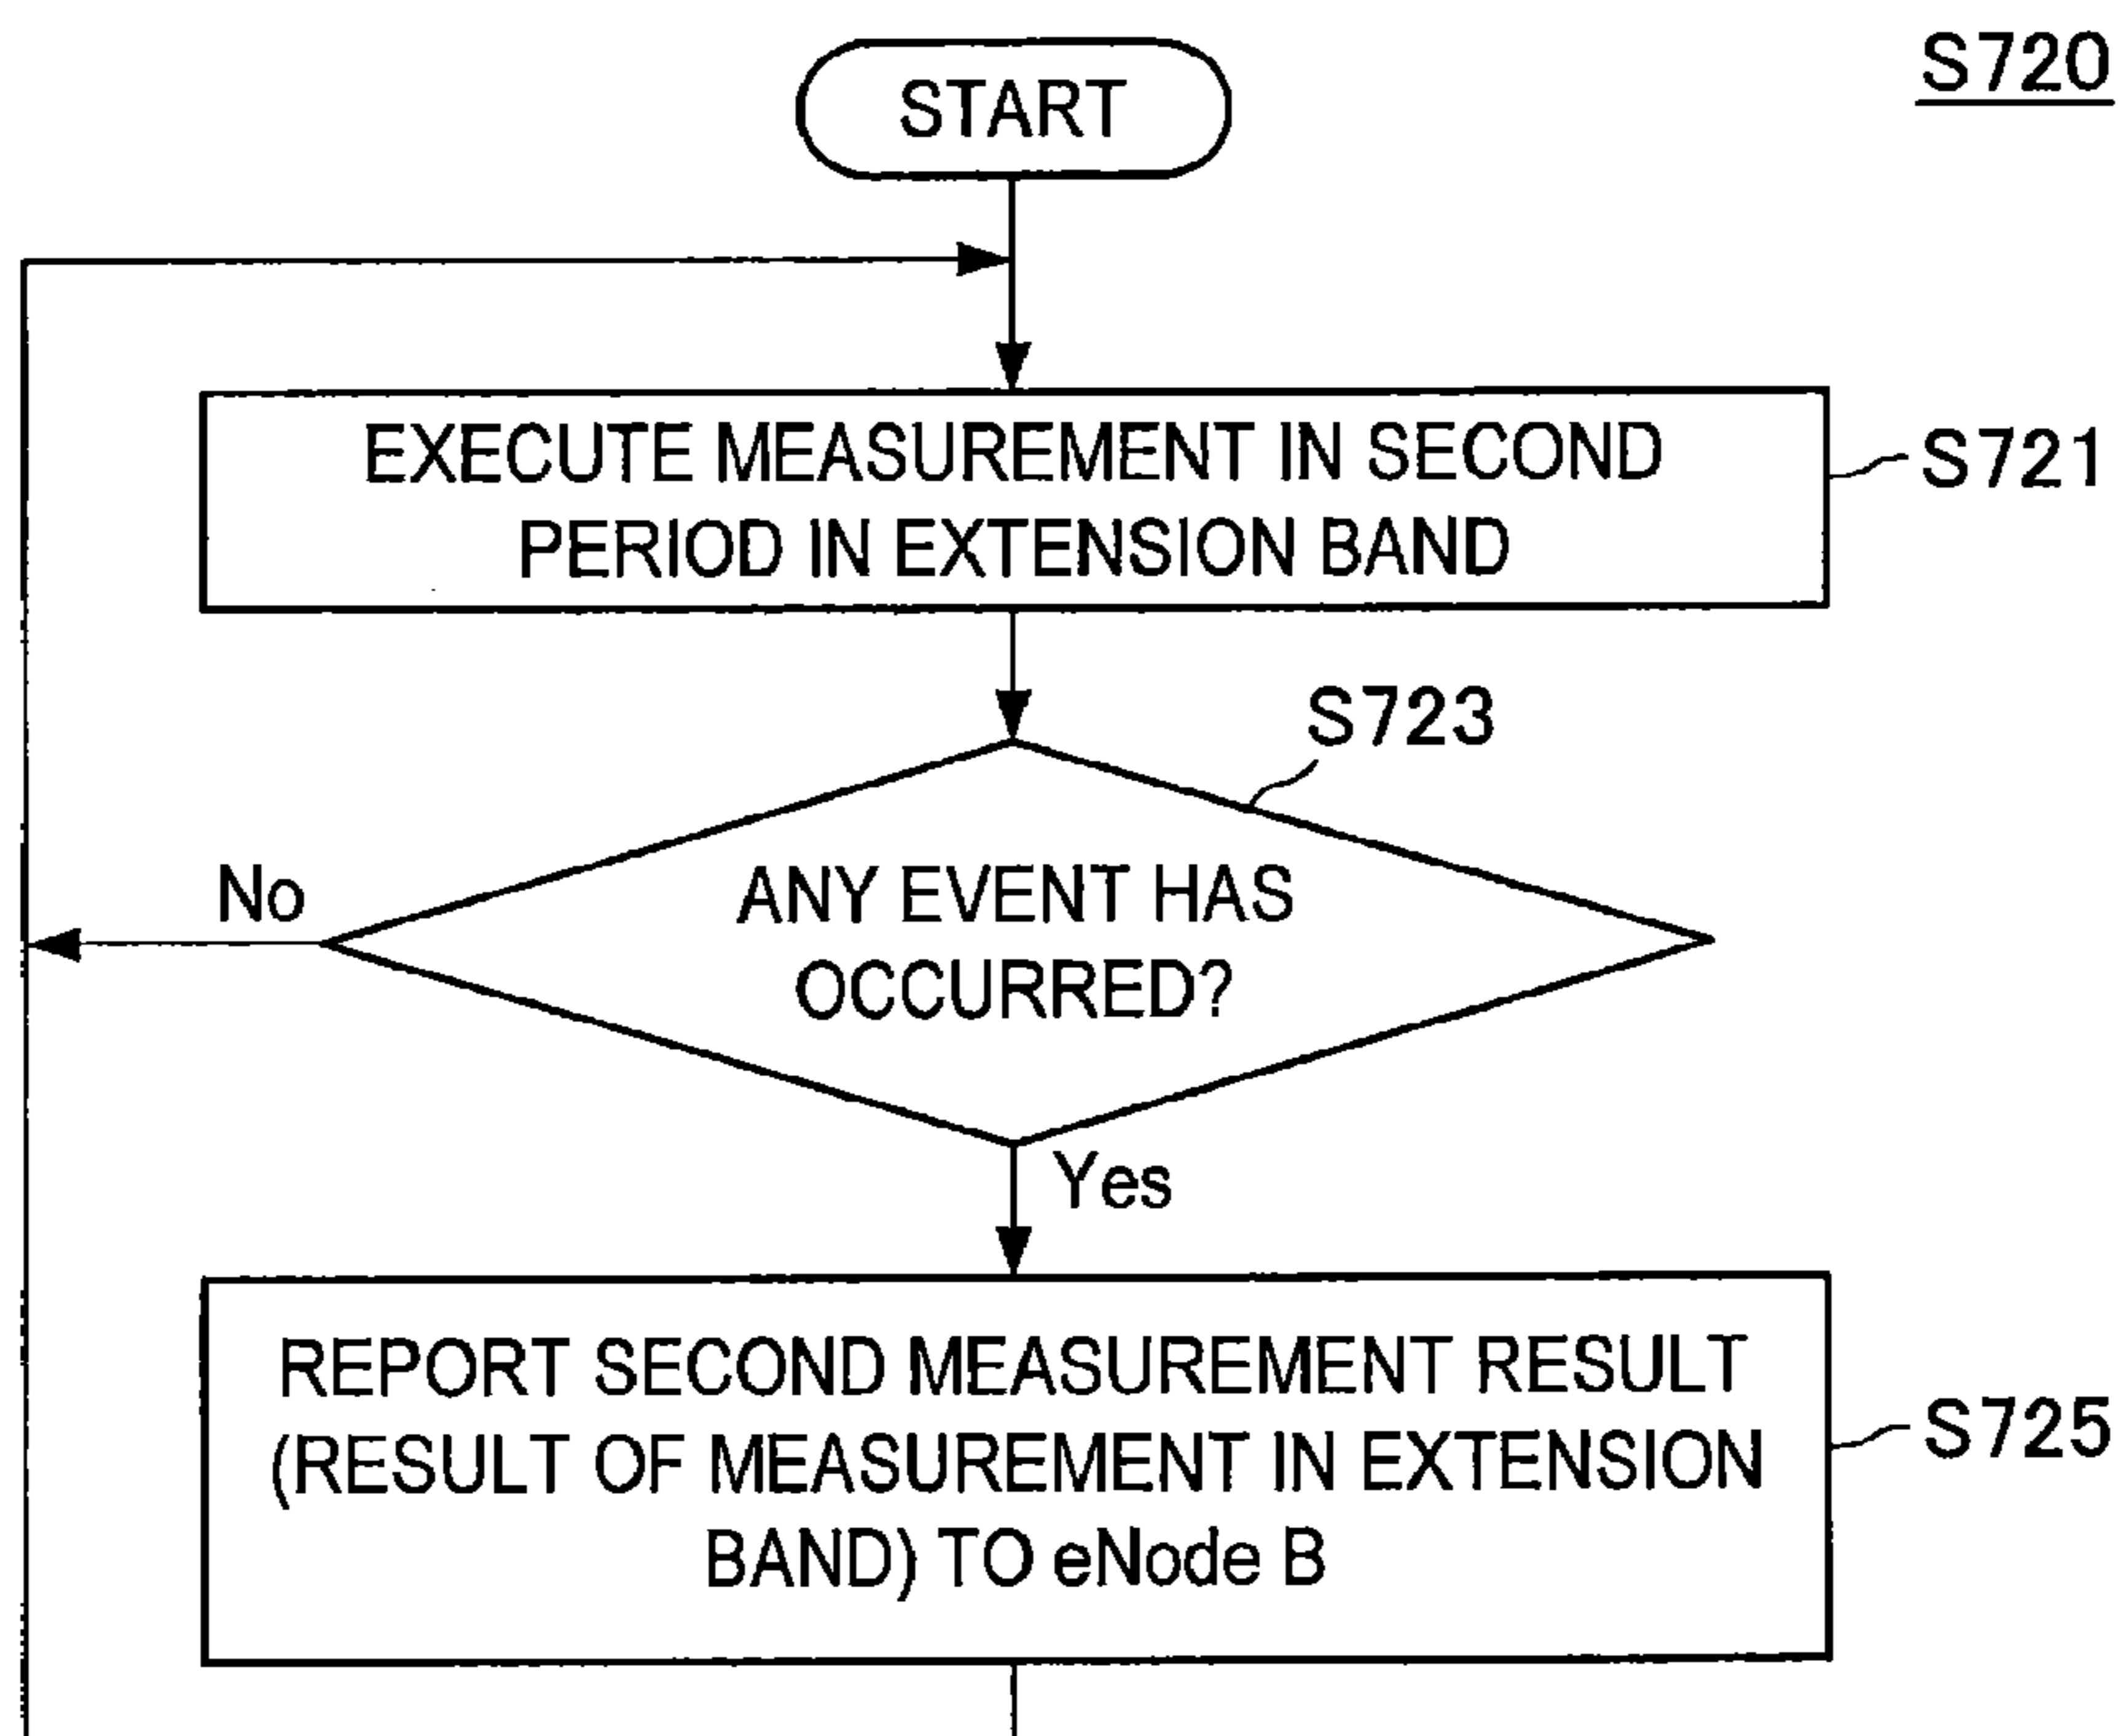 S720
START
EXECUTE MEASUREMENT IN SECOND
PERIOD IN EXTENSION BAND
S721
S723
ANY EVENT HAS
OCCURRED?
No
Yes
REPORT SECOND MEASUREMENT RESULT
(RESULT OF MEASUREMENT IN EXTENSION
BAND) TO eNode B
S725